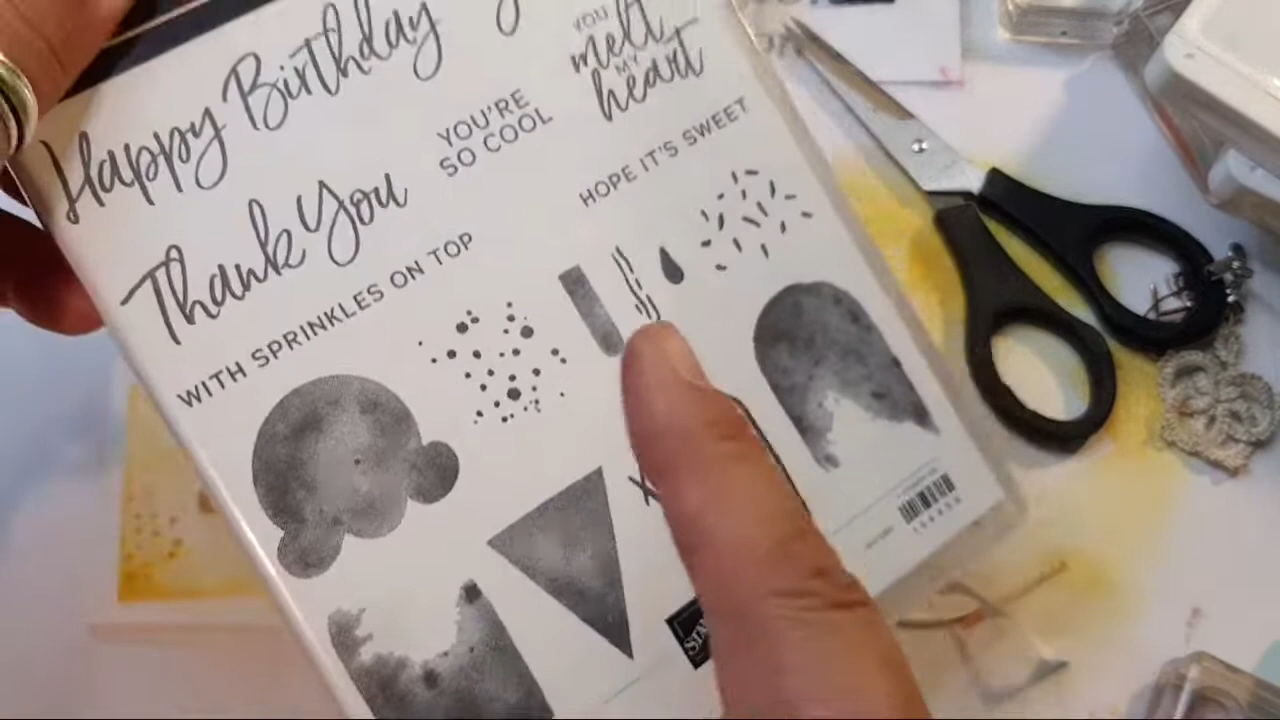 Happy Birthday
YOU
melt
MY
heart
YOU'RE
SO COOL
HOPE IT'S SWEET
Thank You
WITH SPRINKLES ON TOP